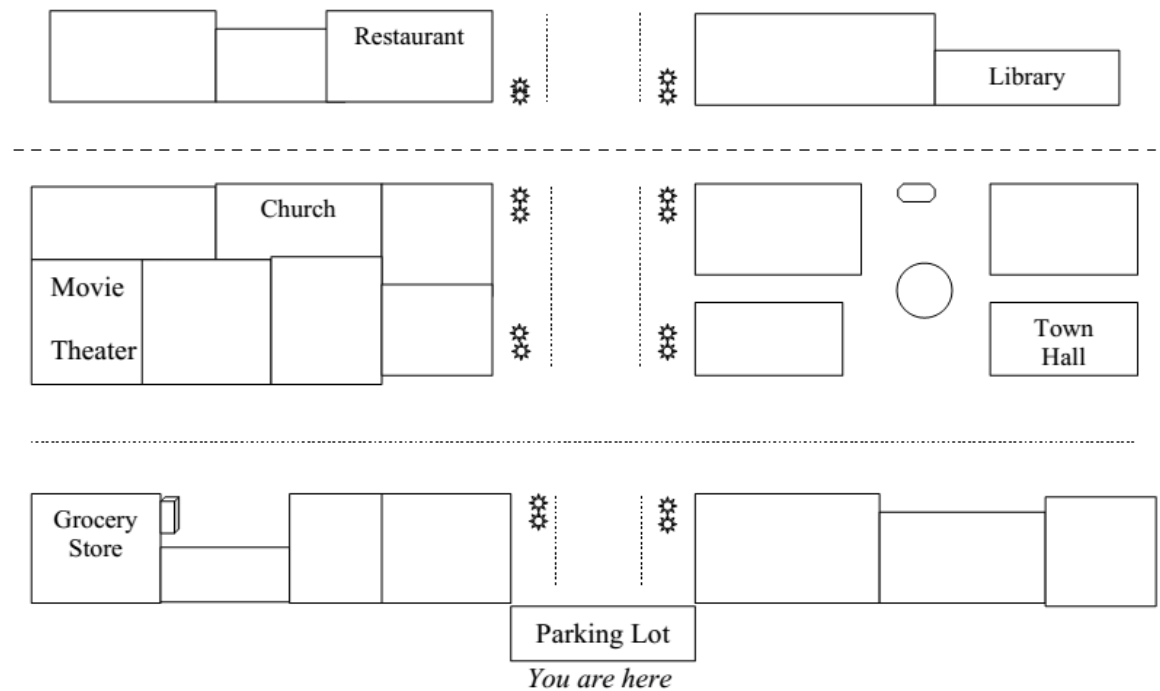 Restaurant
Library
Church
Movie
Theater
Town
Hall
Grocery
Store
Parking Lot
You are here